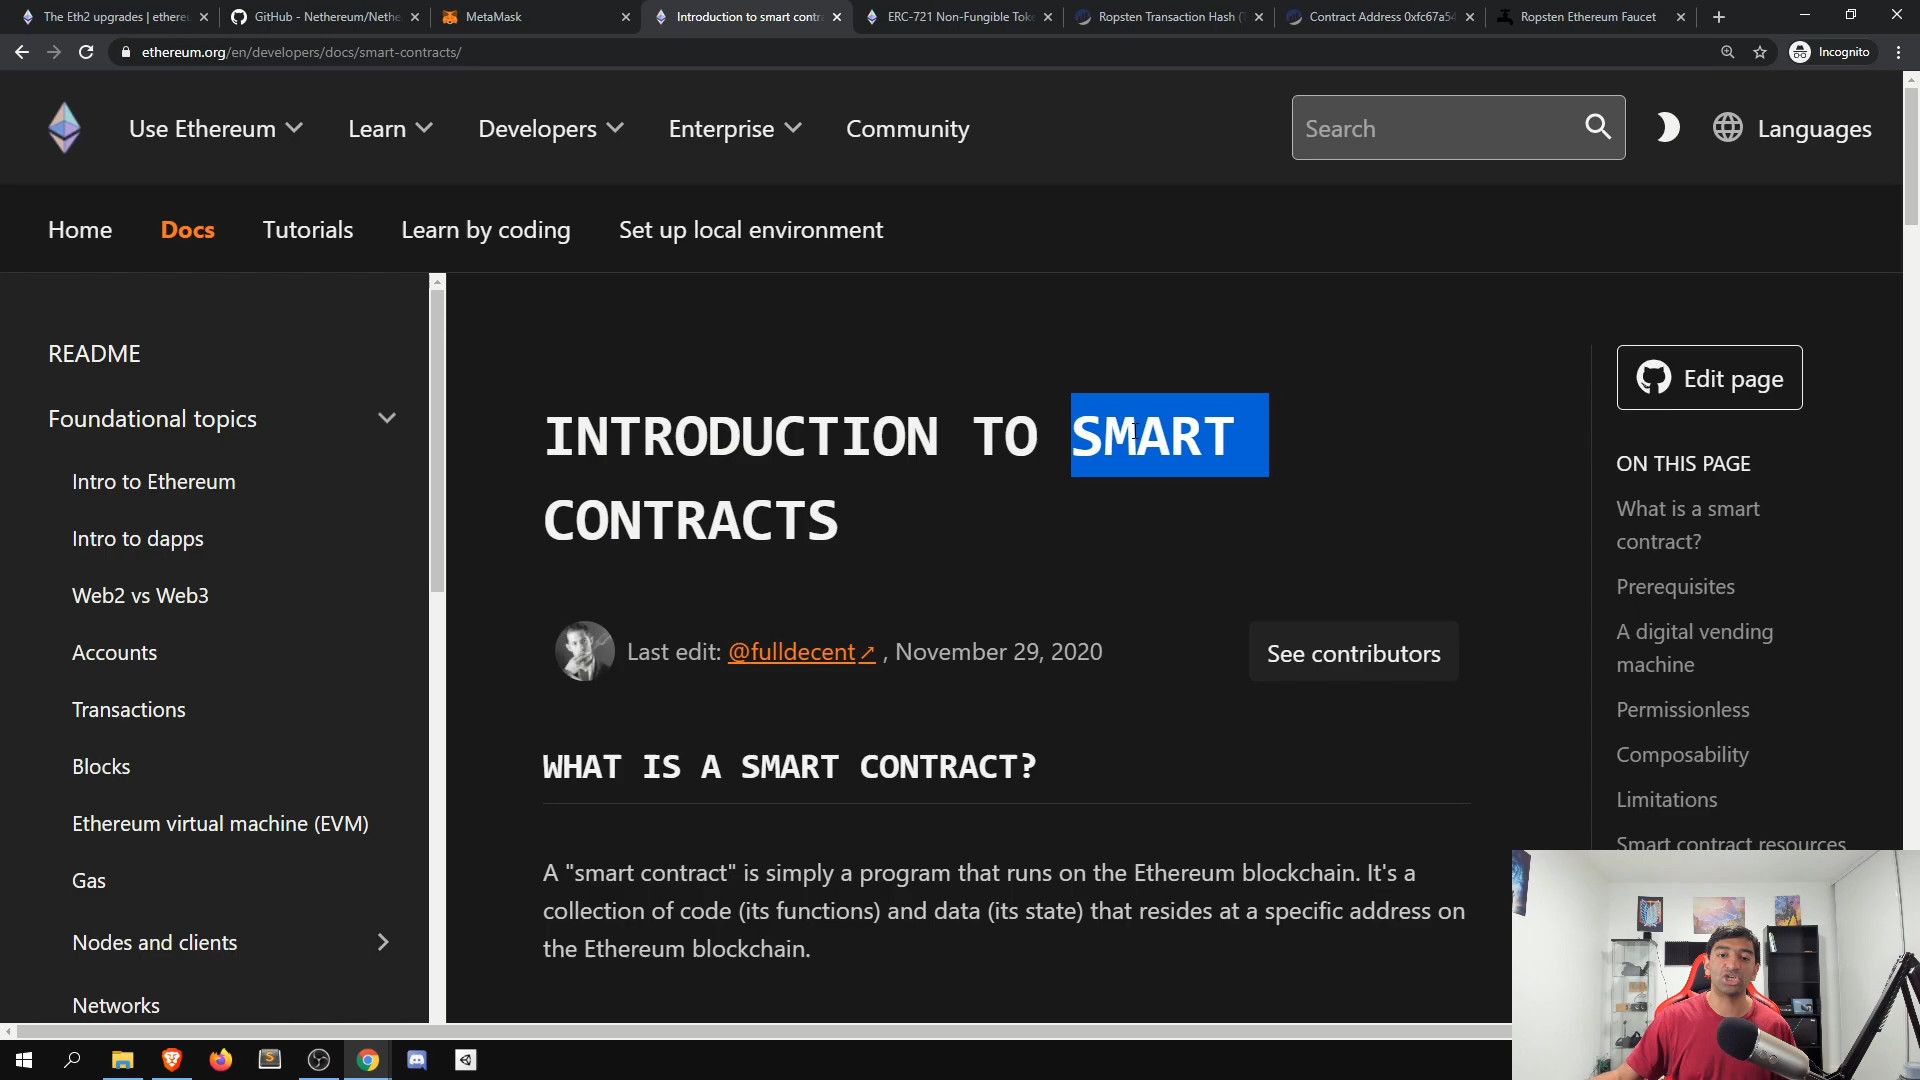 The Eth2 upgrades | ethere
GitHub - Nethereum/Nethe
MetaMask
Introduction to smart contra
ERC-721 Non-Fungible Toke
Ropsten Transaction Hash (T
Contract Address 0xfc67a54
Ropsten Ethereum Faucet
ethereum.org/en/developers/docs/smart-contracts/
Incognito
Use Ethereum
Learn
Developers
Enterprise
Community
Search
Languages
Home
Docs
Tutorials
Learn by coding
Set up local environment
README
Foundational topics
Intro to Ethereum
Intro to dapps
Web2 vs Web3
Accounts
Transactions
Blocks
Ethereum virtual machine (EVM)
Gas
Nodes and clients
Networks
INTRODUCTION TO SMART
CONTRACTS
Last edit: @fulldecent↗ , November 29, 2020
See contributors
WHAT IS A SMART CONTRACT?
A "smart contract" is simply a program that runs on the Ethereum blockchain. It's a
collection of code (its functions) and data (its state) that resides at a specific address on
the Ethereum blockchain.
Edit page
ON THIS PAGE
What is a smart
contract?
Prerequisites
A digital vending
machine
Permissionless
Composability
Limitations
Smart contract resources